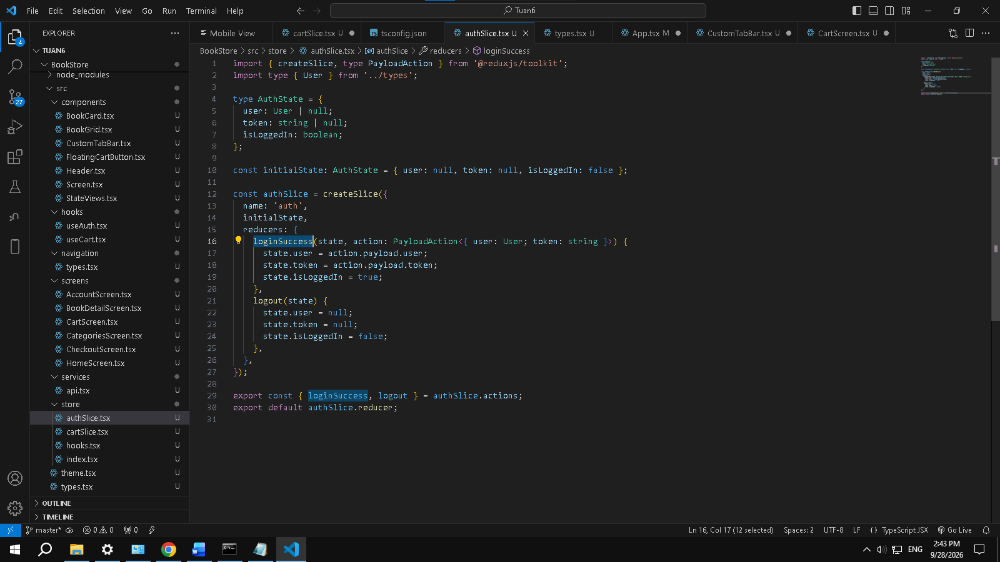 File Edit Selection View Go Run Terminal Help
Tuan6
EXPLORER
TUAN6
BookStore
node_modules
src
components
BookCard.tsx U
BookGrid.tsx U
CustomTabBar.tsx U
FloatingCartButton.tsx U
Header.tsx U
Screen.tsx U
StateViews.tsx U
hooks
useAuth.tsx U
useCart.tsx U
navigation
types.tsx U
screens
AccountScreen.tsx U
BookDetailScreen.tsx U
CartScreen.tsx U
CategoriesScreen.tsx U
CheckoutScreen.tsx U
HomeScreen.tsx U
services
api.tsx U
store
authSlice.tsx U
cartSlice.tsx U
hooks.tsx U
index.tsx U
theme.tsx U
types.tsx U
OUTLINE
TIMELINE
4
27
Mobile View cartSlice.tsx U tsconfig.json authSlice.tsx U types.tsx U App.tsx M CustomTabBar.tsx U CartScreen.tsx U
BookStore > src > store > authSlice.tsx > authSlice > reducers > loginSuccess
1 import { createSlice, type PayloadAction } from '@reduxjs/toolkit';
2 import type { User } from '../types';
3
4 type AuthState = {
5 user: User | null;
6 token: string | null;
7 isLoggedIn: boolean;
8 };
9
10 const initialState: AuthState = { user: null, token: null, isLoggedIn: false };
11
12 const authSlice = createSlice({
13 name: 'auth',
14 initialState,
15 reducers: {
16 loginSuccess(state, action: PayloadAction<{ user: User; token: string }>) {
17 state.user = action.payload.user;
18 state.token = action.payload.token;
19 state.isLoggedIn = true;
20 },
21 logout(state) {
22 state.user = null;
23 state.token = null;
24 state.isLoggedIn = false;
25 },
26 },
27 });
28
29 export const { loginSuccess, logout } = authSlice.actions;
30 export default authSlice.reducer;
31
master* 0 0 0 Ln 16, Col 17 (12 selected) Spaces: 2 UTF-8 LF {} TypeScript JSX Go Live
ENG
2:43 PM
9/28/2026